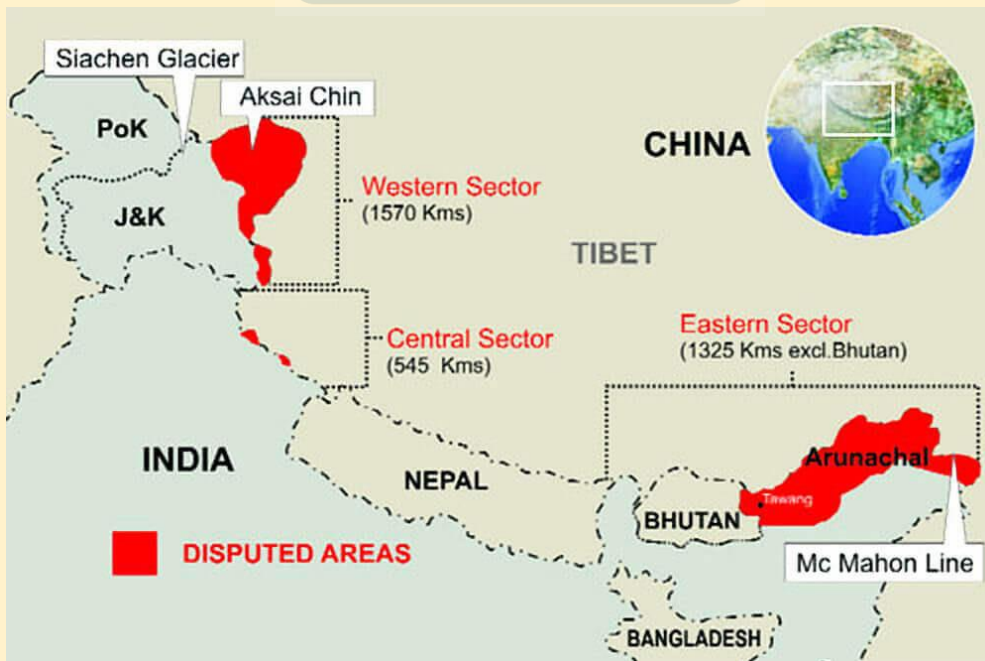 Siachen Glacier
Aksai Chin
PoK
CHINA
Western Sector
(1570 Kms)
J&K
TIBET
Central Sector
(545  Kms)
Eastern Sector
(1325 Kms excl.Bhutan)
INDIA
NEPAL
Arunachal
Tawang
BHUTAN
DISPUTED AREAS
Mc Mahon Line
BANGLADESH